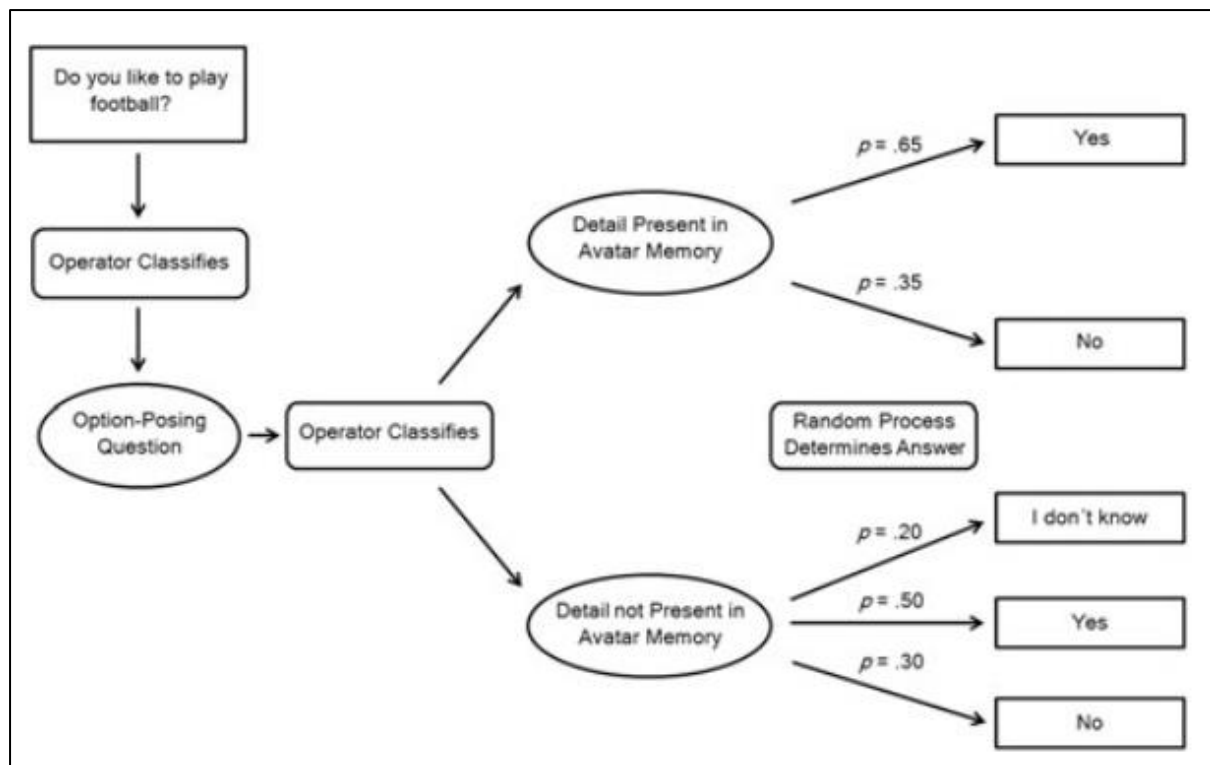 Do you like to play
football?
Operator Classifies
Option-Posing
Question
Operator Classifies
Detail Present in
Avatar Memory
p = .65
Yes
p = .35
No
Random Process
Determines Answer
Detail not Present in
Avatar Memory
p = .20
I don´t know
p = .50
Yes
p = .30
No